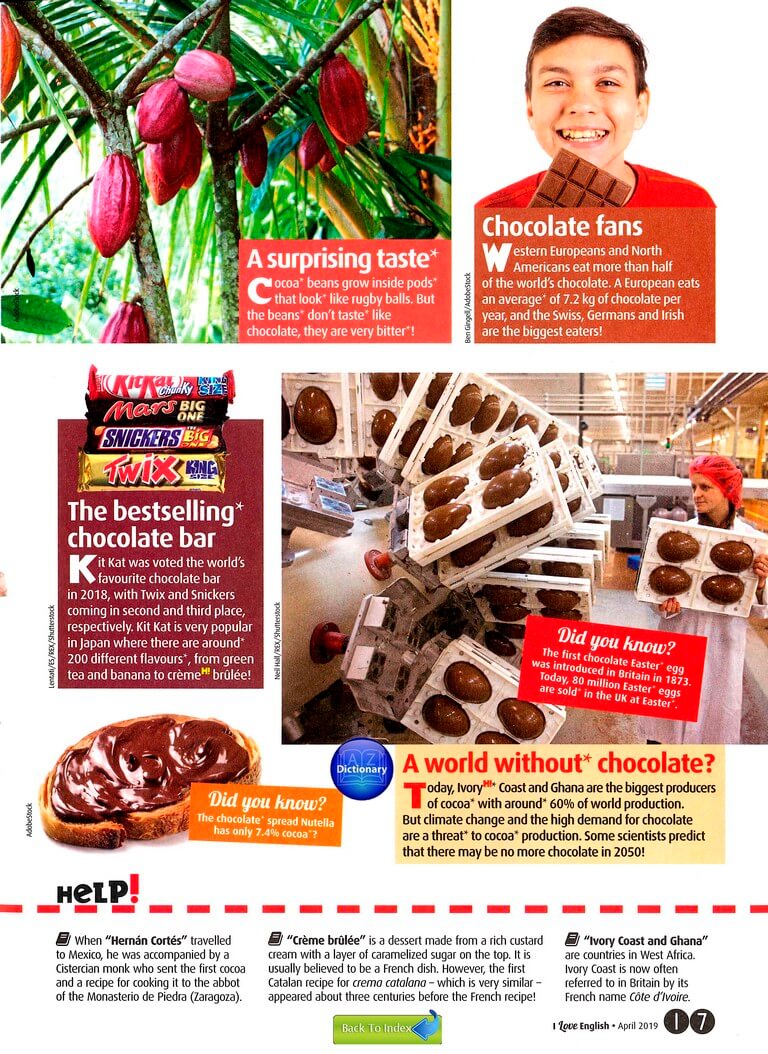 A surprising taste*
Cocoa* beans grow inside pods*
that look* like rugby balls. But
the beans* don't taste* like
chocolate, they are very bitter*!
Chocolate fans
Western Europeans and North
Americans eat more than half
of the world's chocolate. A European eats
an average* of 7.2 kg of chocolate per
year, and the Swiss, Germans and Irish
are the biggest eaters!
Ben Gingell/AdobeStock
KitKat Chunky KING SIZE
Mars BIG ONE
SNICKERS BIG ONE
TWIX KING SIZE
The bestselling*
chocolate bar
Kit Kat was voted the world's
favourite chocolate bar
in 2018, with Twix and Snickers
coming in second and third place,
respectively. Kit Kat is very popular
in Japan where there are around*
200 different flavours*, from green
tea and banana to crèmeH! brûlée!
Lentati/ES/REX/Shutterstock
Neil Hall/REX/Shutterstock
Did you know?
The first chocolate Easter* egg
was introduced in Britain in 1873.
Today, 80 million Easter* eggs
are sold* in the UK at Easter*.
AdobeStock
Did you know?
The chocolate* spread Nutella
has only 7.4% cocoa*?
A Z
Dictionary
A world without* chocolate?
Today, IvoryH!* Coast and Ghana are the biggest producers
of cocoa* with around* 60% of world production.
But climate change and the high demand for chocolate
are a threat* to cocoa* production. Some scientists predict
that there may be no more chocolate in 2050!
HeLP!
When "Hernán Cortés" travelled
to Mexico, he was accompanied by a
Cistercian monk who sent the first cocoa
and a recipe for cooking it to the abbot
of the Monasterio de Piedra (Zaragoza).
"Crème brûlée" is a dessert made from a rich custard
cream with a layer of caramelized sugar on the top. It is
usually believed to be a French dish. However, the first
Catalan recipe for crema catalana – which is very similar –
appeared about three centuries before the French recipe!
"Ivory Coast and Ghana"
are countries in West Africa.
Ivory Coast is now often
referred to in Britain by its
French name Côte d'Ivoire.
Back To Index
I Love English • April 2019 17